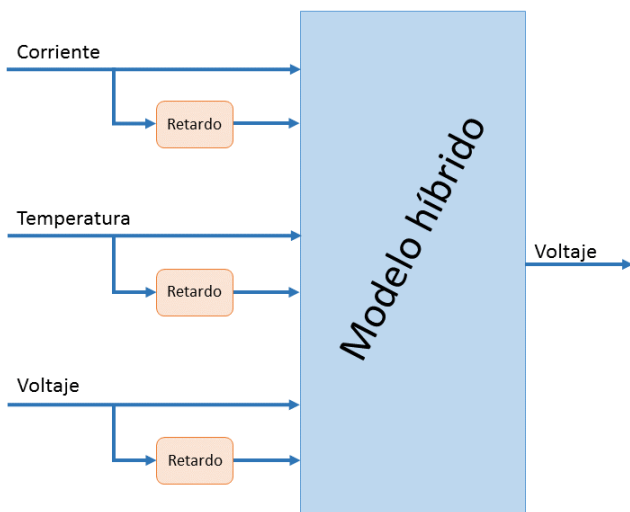 Corriente
Retardo
Temperatura
Retardo
Voltaje
Retardo
Modelo híbrido
Voltaje